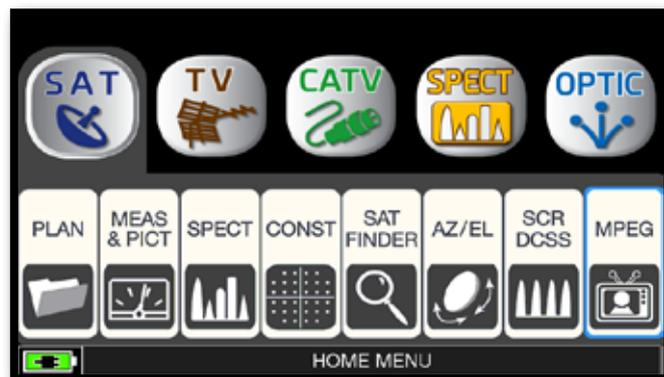 SAT
TV
CATV
SPECT
OPTIC
PLAN
MEAS
& PICT
SPECT
CONST
SAT
FINDER
AZ/EL
SCR
DCSS
MPEG
HOME MENU